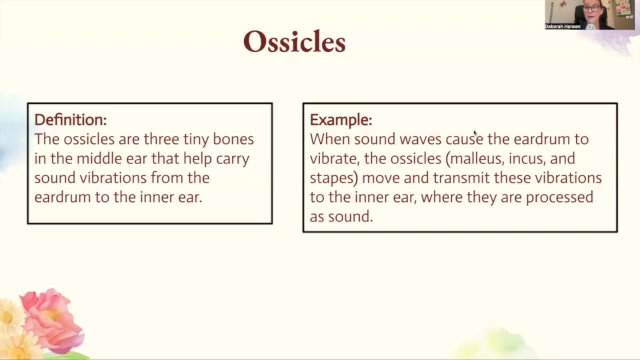 Ossicles
Definition:
The ossicles are three tiny bones
in the middle ear that help carry
sound vibrations from the
eardrum to the inner ear.
Example:
When sound waves cause the eardrum to
vibrate, the ossicles (malleus, incus, and
stapes) move and transmit these vibrations
to the inner ear, where they are processed
as sound.
Deborah Hansen